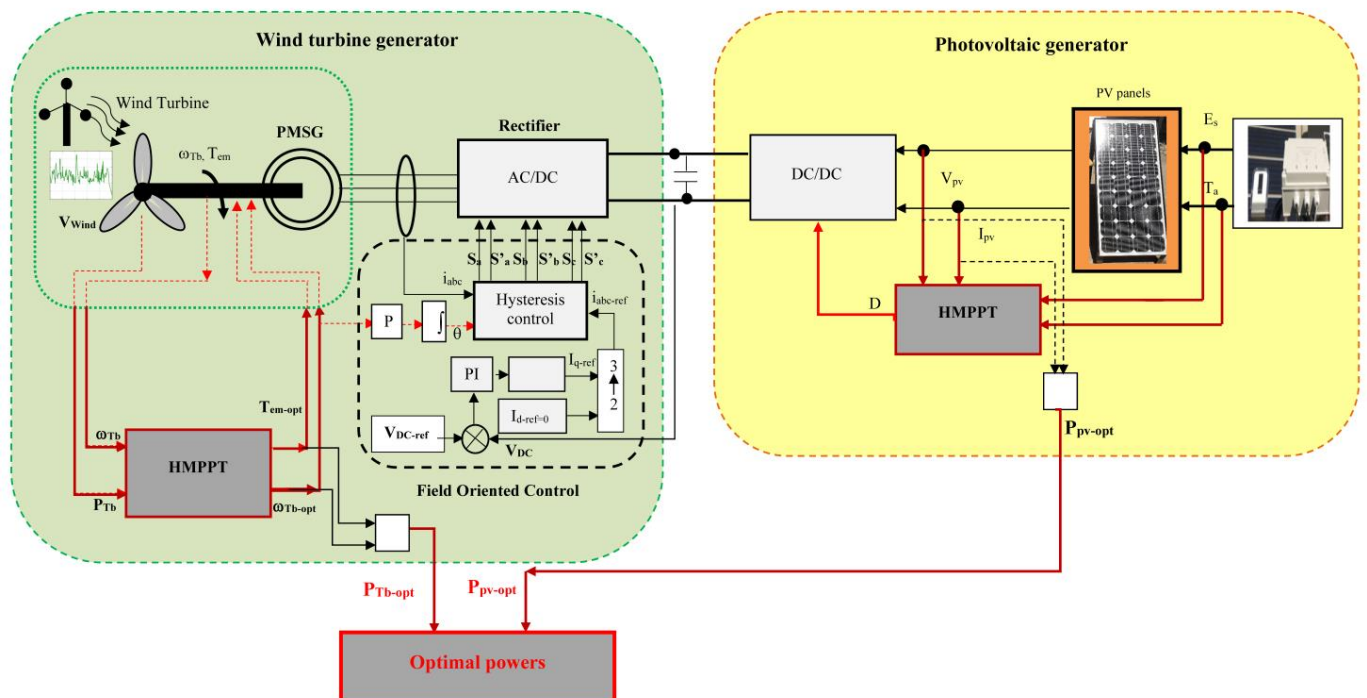 Wind turbine generator
Wind Turbine
PMSG
ωTb, Tem
VWind
Rectifier
AC/DC
Sa S'a Sb S'b Sc S'c
iabc
iabc-ref
Hysteresis
control
P
∫
θ
PI
Iq-ref
3
2
Id-ref=0
VDC-ref
VDC
Field Oriented Control
Tem-opt
ωTb
HMPPT
PTb
ωTb-opt
Photovoltaic generator
PV panels
Es
Ta
DC/DC
Vpv
Ipv
D
HMPPT
Ppv-opt
PTb-opt
Ppv-opt
Optimal powers